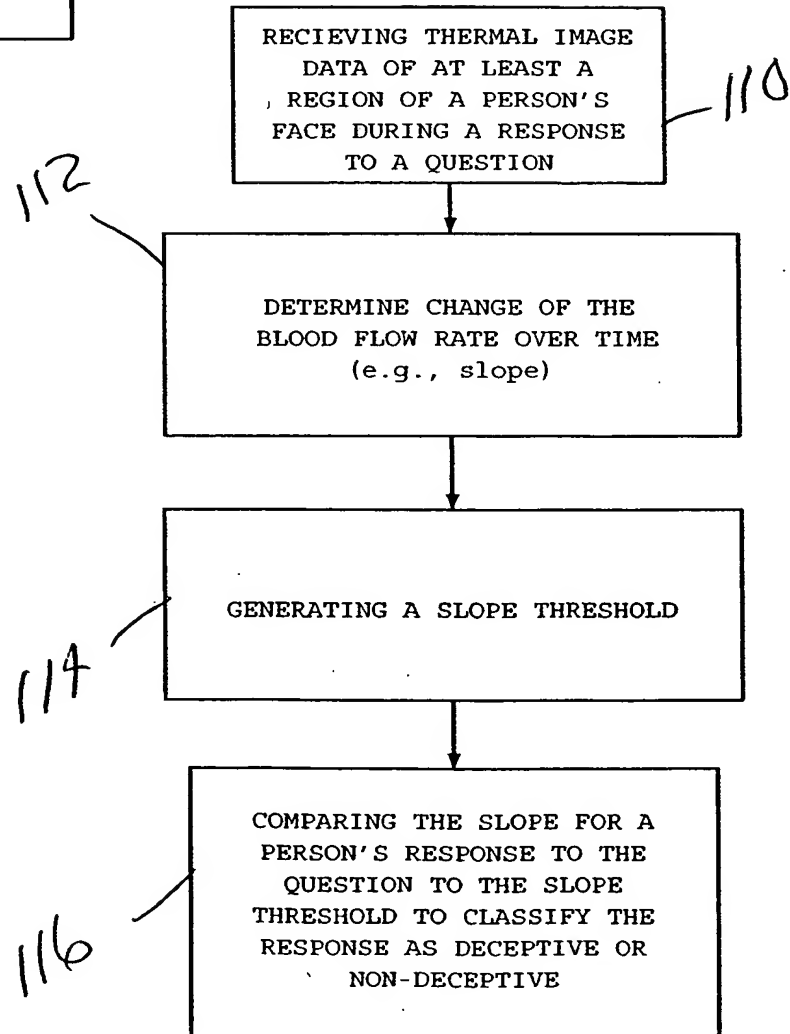 RECIEVING THERMAL IMAGE
DATA OF AT LEAST A
REGION OF A PERSON'S
FACE DURING A RESPONSE
TO A QUESTION
110
112
DETERMINE CHANGE OF THE
BLOOD FLOW RATE OVER TIME
(e.g., slope)
GENERATING A SLOPE THRESHOLD
114
COMPARING THE SLOPE FOR A
PERSON'S RESPONSE TO THE
QUESTION TO THE SLOPE
THRESHOLD TO CLASSIFY THE
RESPONSE AS DECEPTIVE OR
NON-DECEPTIVE
116